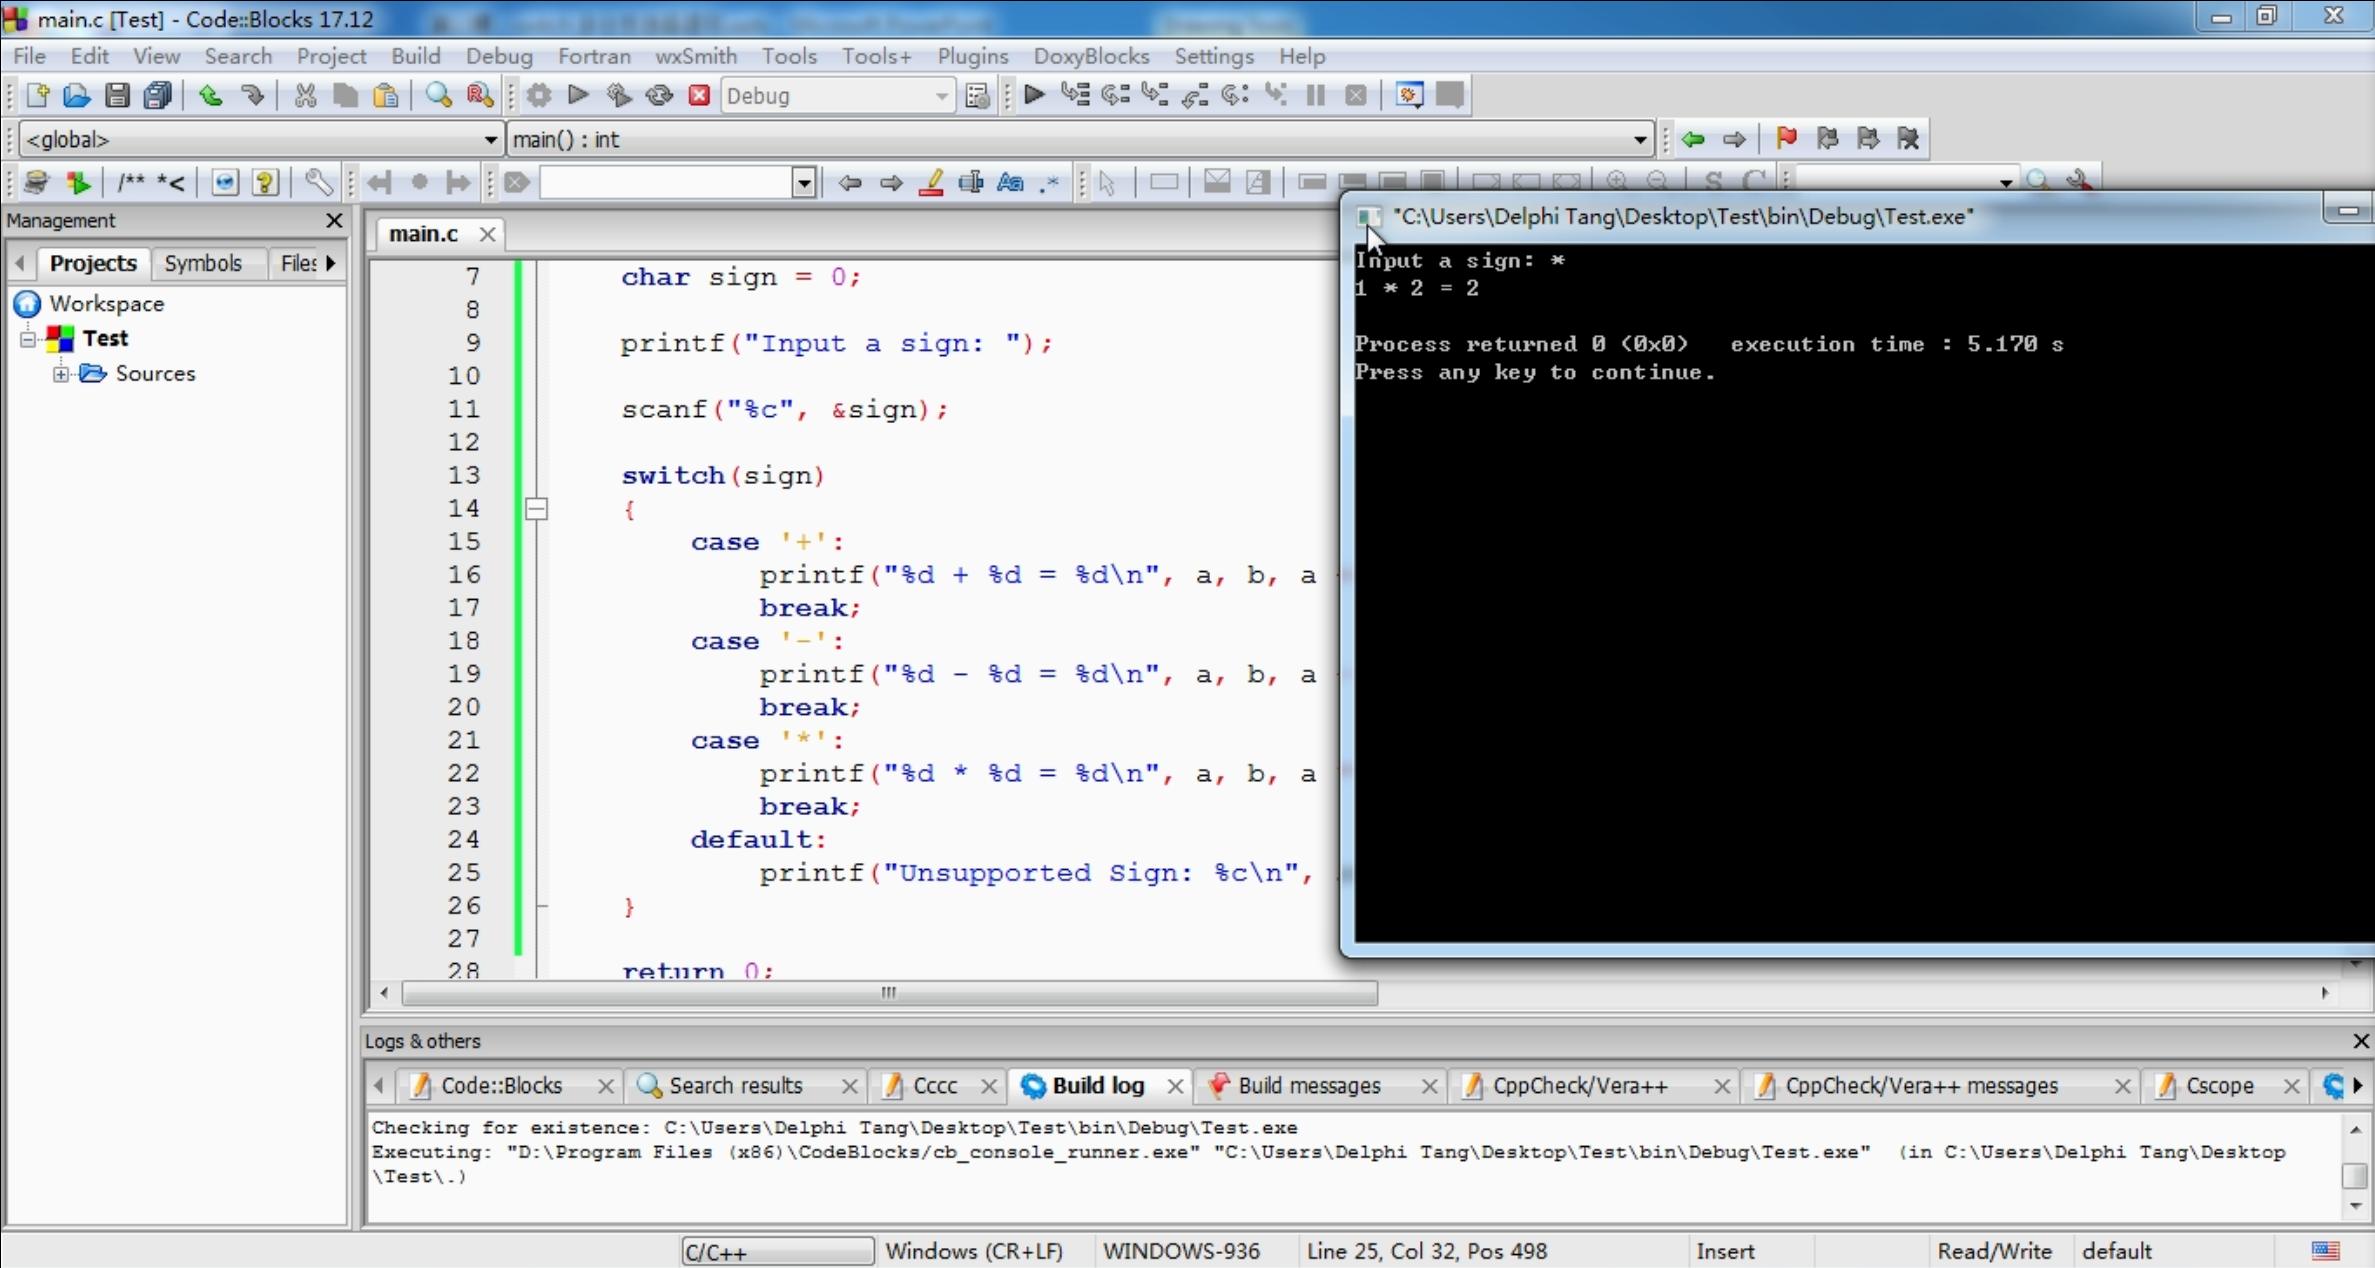 main.c [Test] - Code::Blocks 17.12
File Edit View Search Project Build Debug Fortran wxSmith Tools Tools+ Plugins DoxyBlocks Settings Help
Debug
<global> main() : int
/** *<
Management
main.c
"C:\Users\Delphi Tang\Desktop\Test\bin\Debug\Test.exe"
Projects Symbols Files
Workspace
Test
Sources
7 char sign = 0;
8
9 printf("Input a sign: ");
10
11 scanf("%c", &sign);
12
13 switch(sign)
14 {
15 case '+':
16 printf("%d + %d = %d\n", a, b, a
17 break;
18 case '-':
19 printf("%d - %d = %d\n", a, b, a
20 break;
21 case '*':
22 printf("%d * %d = %d\n", a, b, a
23 break;
24 default:
25 printf("Unsupported Sign: %c\n",
26 }
27
28 return 0;
Input a sign: *
1 * 2 = 2
Process returned 0 (0x0) execution time : 5.170 s
Press any key to continue.
Logs & others
Code::Blocks Search results Cccc Build log Build messages CppCheck/Vera++ CppCheck/Vera++ messages Cscope
Checking for existence: C:\Users\Delphi Tang\Desktop\Test\bin\Debug\Test.exe
Executing: "D:\Program Files (x86)\CodeBlocks/cb_console_runner.exe" "C:\Users\Delphi Tang\Desktop\Test\bin\Debug\Test.exe" (in C:\Users\Delphi Tang\Desktop
\Test\.)
C/C++ Windows (CR+LF) WINDOWS-936 Line 25, Col 32, Pos 498 Insert Read/Write default